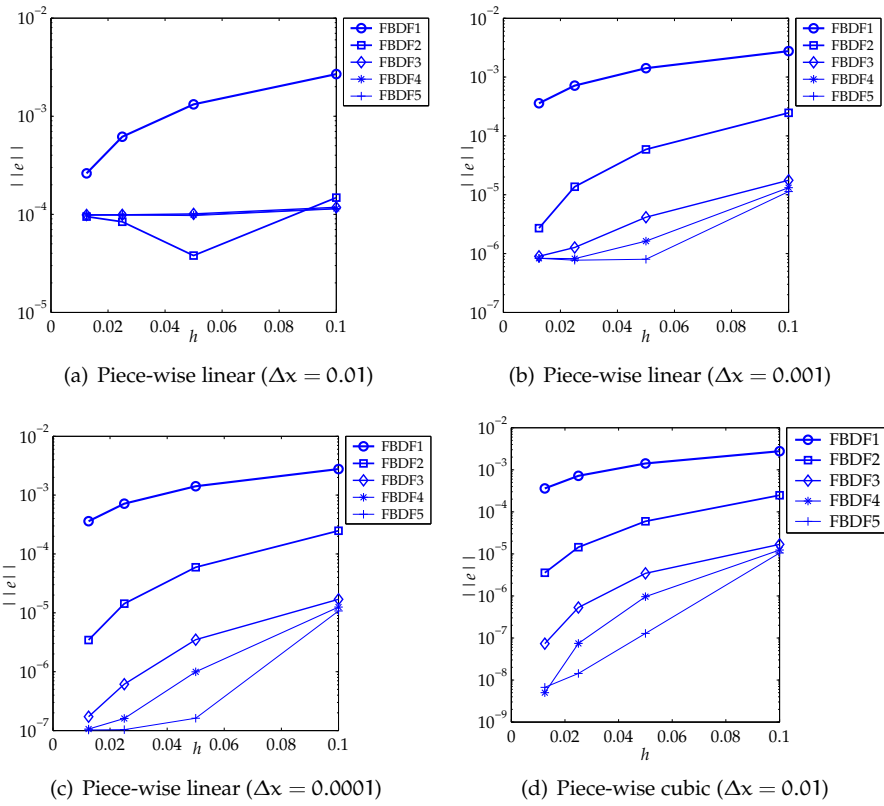 10⁻²
10⁻³
10⁻⁴
10⁻⁵
||e||
0 0.02 0.04 0.06 0.08 0.1
h
FBDF1
FBDF2
FBDF3
FBDF4
FBDF5
(a) Piece-wise linear (Δx = 0.01)
10⁻²
10⁻³
10⁻⁴
10⁻⁵
10⁻⁶
10⁻⁷
||e||
0 0.02 0.04 0.06 0.08 0.1
h
FBDF1
FBDF2
FBDF3
FBDF4
FBDF5
(b) Piece-wise linear (Δx = 0.001)
10⁻²
10⁻³
10⁻⁴
10⁻⁵
10⁻⁶
10⁻⁷
||e||
0 0.02 0.04 0.06 0.08 0.1
h
FBDF1
FBDF2
FBDF3
FBDF4
FBDF5
(c) Piece-wise linear (Δx = 0.0001)
10⁻²
10⁻³
10⁻⁴
10⁻⁵
10⁻⁶
10⁻⁷
10⁻⁸
10⁻⁹
||e||
0 0.02 0.04 0.06 0.08 0.1
h
FBDF1
FBDF2
FBDF3
FBDF4
FBDF5
(d) Piece-wise cubic (Δx = 0.01)